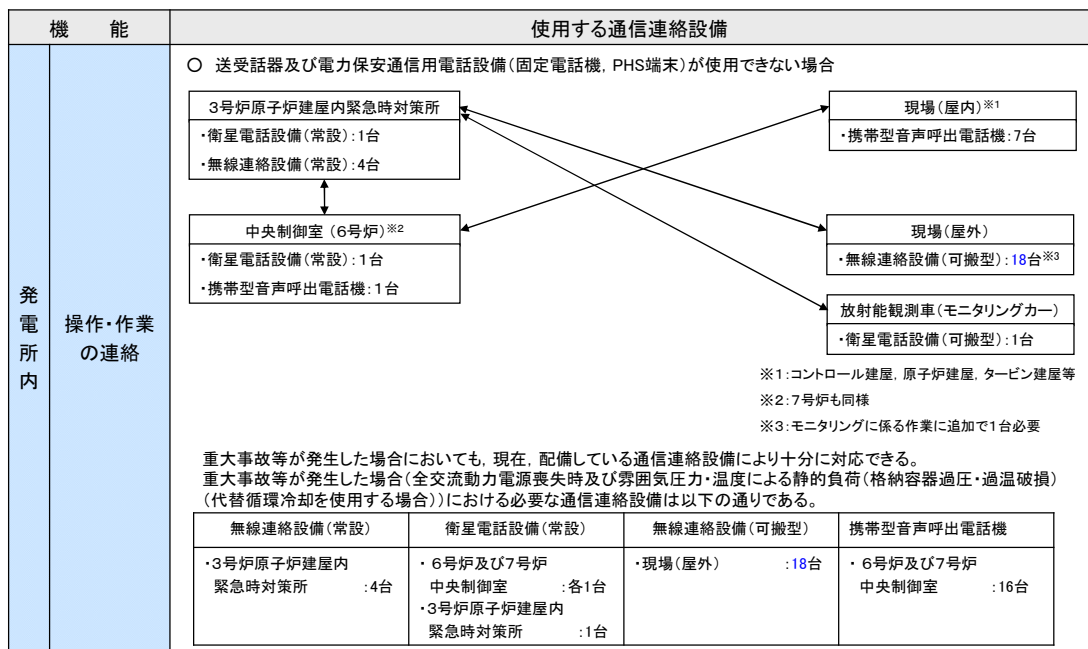 機　能
使用する通信連絡設備
発電所内
操作・作業
の連絡
○ 送受話器及び電力保安通信用電話設備(固定電話機，PHS端末)が使用できない場合
3号炉原子炉建屋内緊急時対策所
・衛星電話設備(常設):1台
・無線連絡設備(常設):4台
現場(屋内)※1
・携帯型音声呼出電話機:7台
中央制御室(6号炉)※2
・衛星電話設備(常設):1台
・携帯型音声呼出電話機:1台
現場(屋外)
・無線連絡設備(可搬型):18台※3
放射能観測車(モニタリングカー)
・衛星電話設備(可搬型):1台
※1:コントロール建屋，原子炉建屋，タービン建屋等
※2:7号炉も同様
※3:モニタリングに係る作業に追加で1台必要
重大事故等が発生した場合においても，現在，配備している通信連絡設備により十分に対応できる。
重大事故等が発生した場合(全交流動力電源喪失時及び雰囲気圧力・温度による静的負荷(格納容器過圧・過温破損)
(代替循環冷却を使用する場合))における必要な通信連絡設備は以下の通りである。
無線連絡設備(常設)
衛星電話設備(常設)
無線連絡設備(可搬型)
携帯型音声呼出電話機
・3号炉原子炉建屋内
緊急時対策所 :4台
・6号炉及び7号炉
中央制御室 :各1台
・3号炉原子炉建屋内
緊急時対策所 :1台
・現場(屋外) :18台
・6号炉及び7号炉
中央制御室 :16台